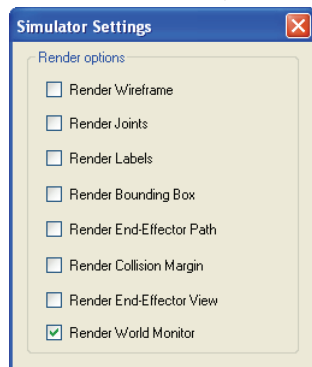 Simulator Settings
Render options
Render Wireframe
Render Joints
Render Labels
Render Bounding Box
Render End-Effector Path
Render Collision Margin
Render End-Effector View
Render World Monitor